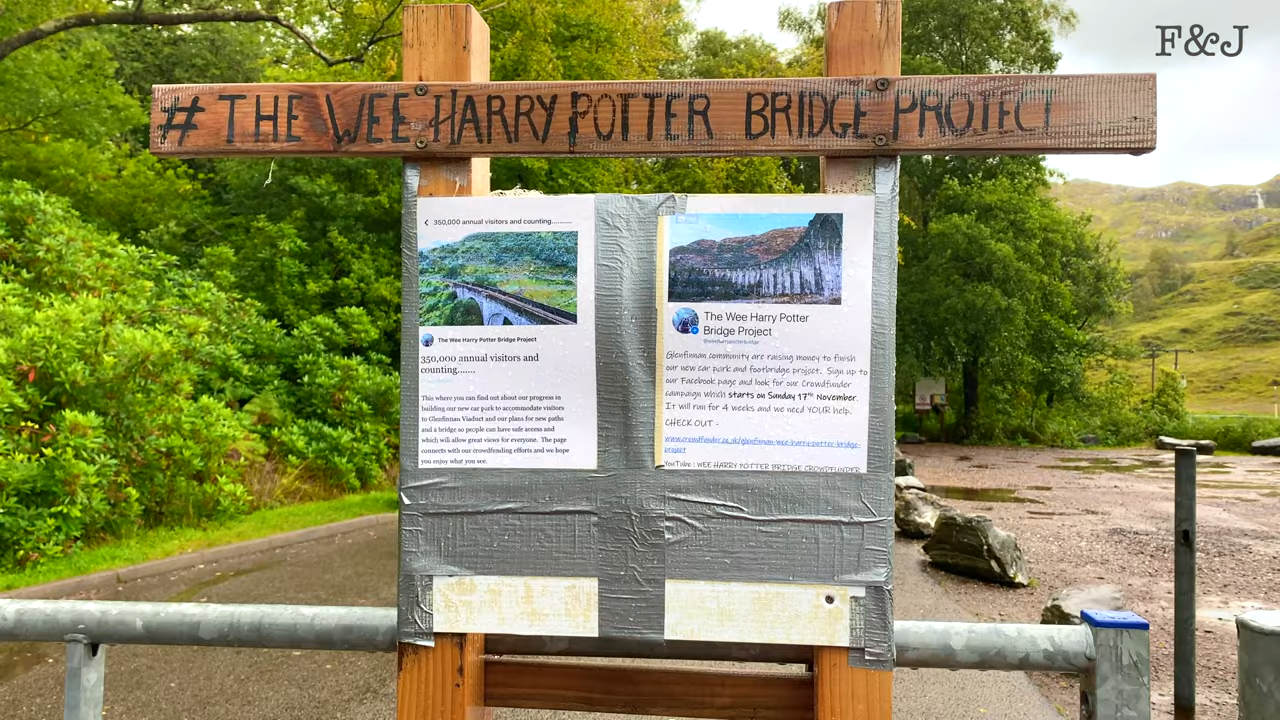 F&J
# THE WEE HARRY POTTER BRIDGE PROJECT
350,000 annual visitors and counting...........
The Wee Harry Potter Bridge Project
350,000 annual visitors and
counting.......
This where you can find out about our progress in
building our new car park to accommodate visitors
to Glenfinnan Viaduct and our plans for new paths
and a bridge so people can have safe access and
which will allow great views for everyone. The page
connects with our crowdfending efforts and we hope
you enjoy what you see.
The Wee Harry Potter
Bridge Project
@weeharrypotterbridge
Glenfinnan community are raising money to finish
our new car park and footbridge project. Sign up to
our Facebook page and look for our Crowdfunder
campaign which starts on Sunday 17th November.
It will run for 4 weeks and we need YOUR help.
CHECK OUT -
www.crowdfunder.co.uk/glenfinnan-wee-harry-potter-bridge-
project
YouTube : WEE HARRY POTTER BRIDGE CROWDFUNDER